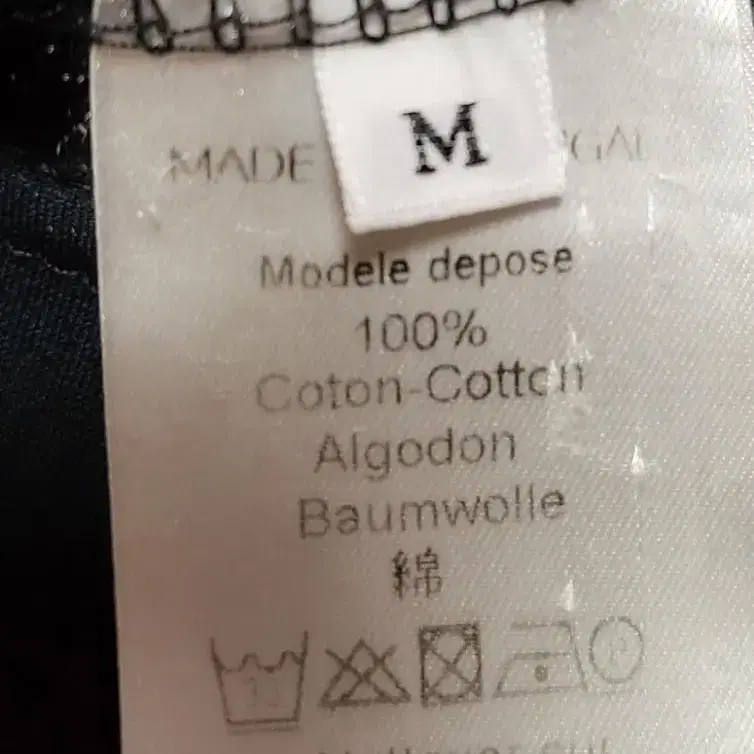 M
MADE
Modele depose
100%
Coton-Cotton
Algodon
Baumwolle
綿